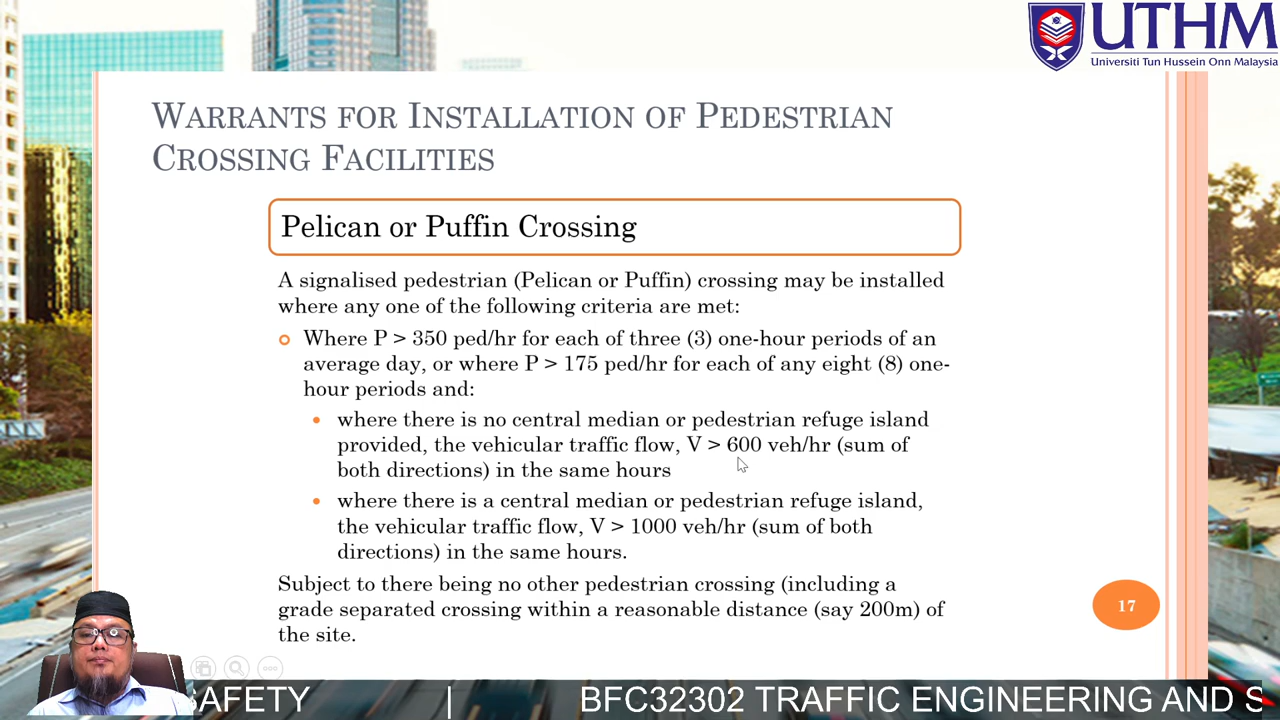 UTHM
Universiti Tun Hussein Onn Malaysia
WARRANTS FOR INSTALLATION OF PEDESTRIAN
CROSSING FACILITIES
Pelican or Puffin Crossing
A signalised pedestrian (Pelican or Puffin) crossing may be installed
where any one of the following criteria are met:
Where P > 350 ped/hr for each of three (3) one-hour periods of an
average day, or where P > 175 ped/hr for each of any eight (8) one-
hour periods and:
where there is no central median or pedestrian refuge island
provided, the vehicular traffic flow, V > 600 veh/hr (sum of
both directions) in the same hours
where there is a central median or pedestrian refuge island,
the vehicular traffic flow, V > 1000 veh/hr (sum of both
directions) in the same hours.
Subject to there being no other pedestrian crossing (including a
grade separated crossing within a reasonable distance (say 200m) of
the site.
17
SAFETY | BFC32302 TRAFFIC ENGINEERING AND S